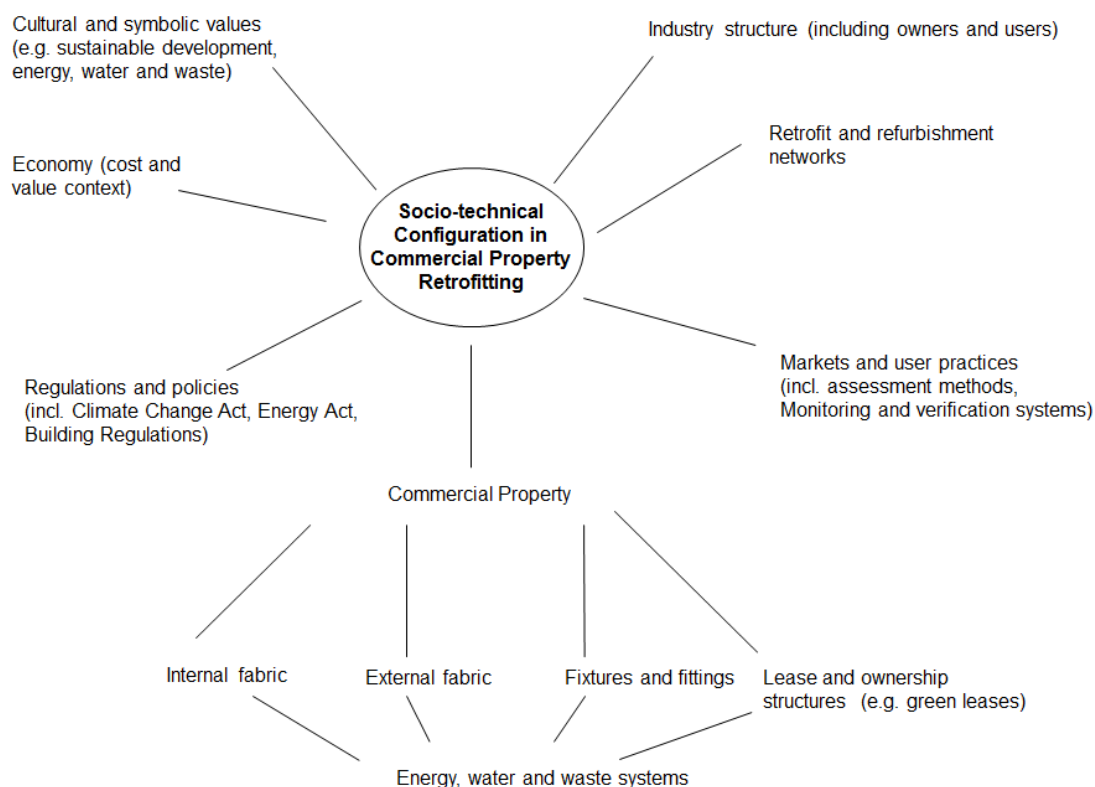 Cultural and symbolic values
(e.g. sustainable development,
energy, water and waste)
Industry structure (including owners and users)
Retrofit and refurbishment
networks
Economy (cost and
value context)
Socio-technical
Configuration in
Commercial Property
Retrofitting
Regulations and policies
(incl. Climate Change Act, Energy Act,
Building Regulations)
Markets and user practices
(incl. assessment methods,
Monitoring and verification systems)
Commercial Property
Internal fabric
External fabric
Fixtures and fittings
Lease and ownership
structures (e.g. green leases)
Energy, water and waste systems